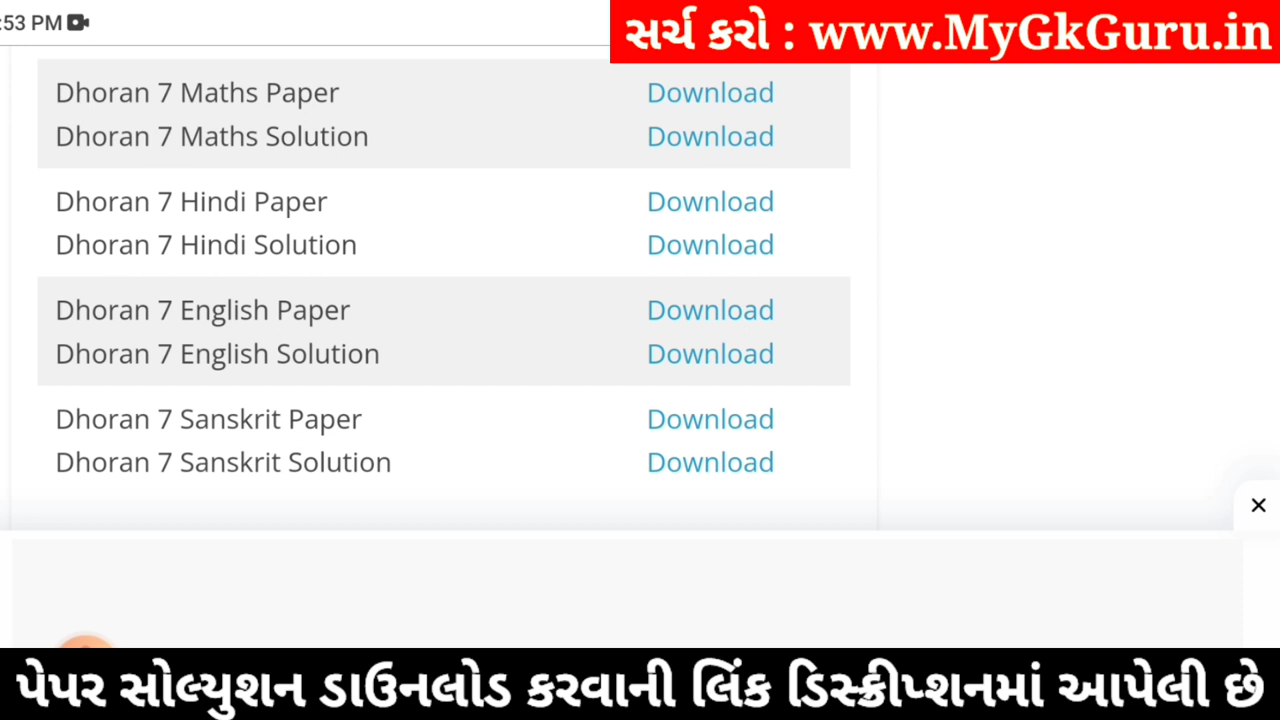 :53 PM
સર્ચ કરો : www.MyGkGuru.in
Dhoran 7 Maths Paper Download
Dhoran 7 Maths Solution Download
Dhoran 7 Hindi Paper Download
Dhoran 7 Hindi Solution Download
Dhoran 7 English Paper Download
Dhoran 7 English Solution Download
Dhoran 7 Sanskrit Paper Download
Dhoran 7 Sanskrit Solution Download
પેપર સોલ્યુશન ડાઉનલોડ કરવાની લિંક ડિસ્ક્રીપ્શનમાં આપેલી છે